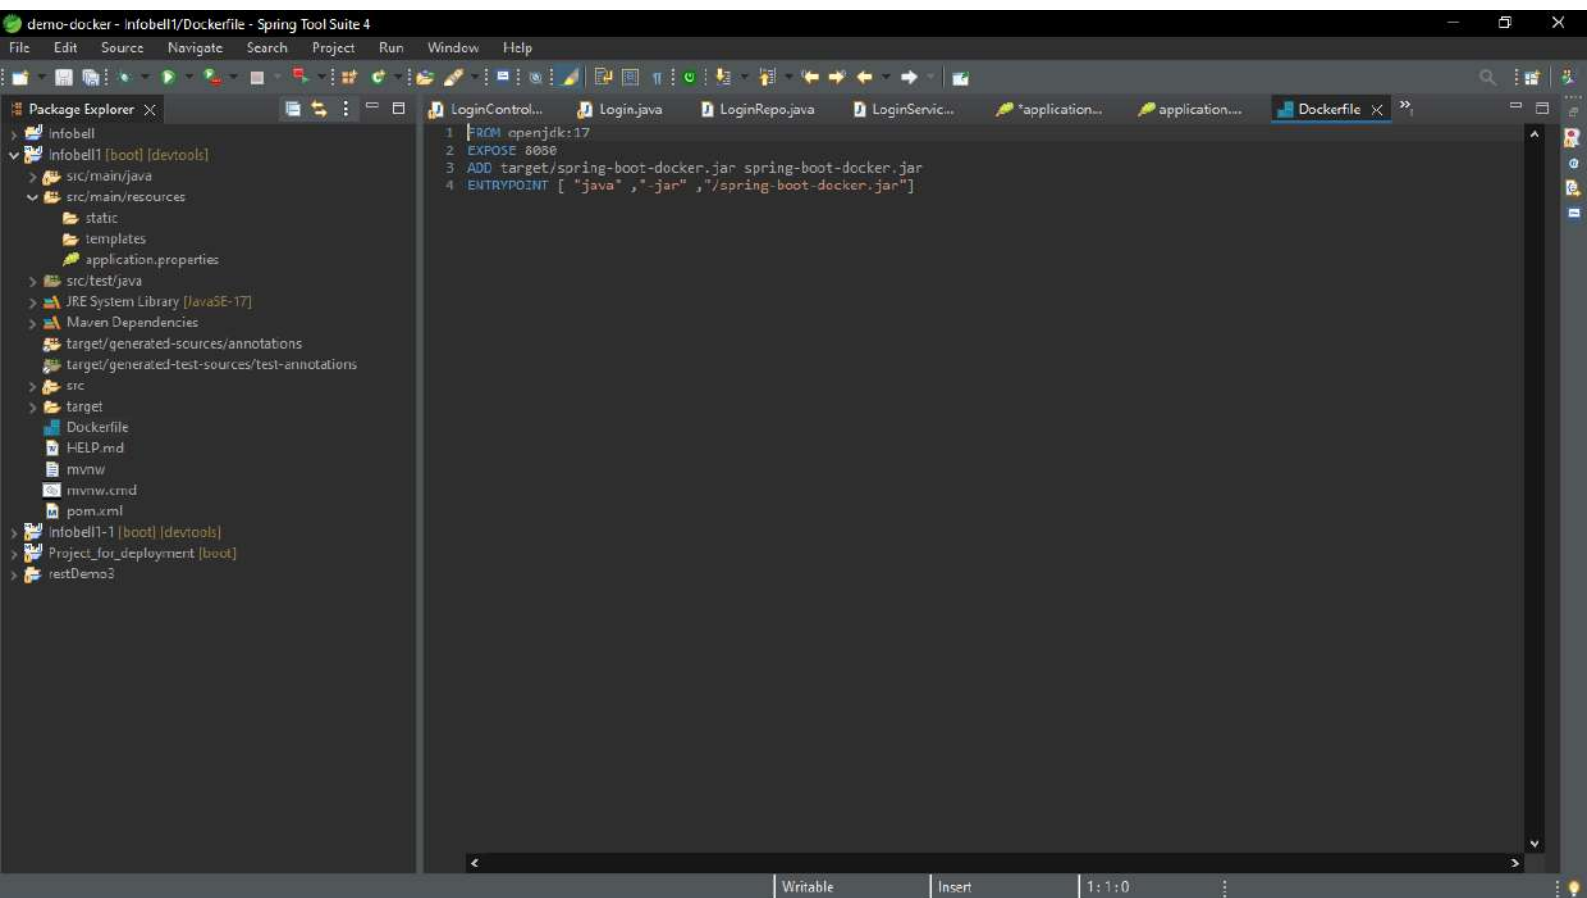 demo-docker - Infobell1/Dockerfile - Spring Tool Suite 4
File Edit Source Navigate Search Project Run Window Help
Package Explorer
LoginControl... Login.java LoginRepo.java LoginServic... *application... application.... Dockerfile
Infobell
Infobell1 [boot] [devtools]
src/main/java
src/main/resources
static
templates
application.properties
src/test/java
JRE System Library [JavaSE-17]
Maven Dependencies
target/generated-sources/annotations
target/generated-test-sources/test-annotations
src
target
Dockerfile
HELP.md
mvnw
mvnw.cmd
pom.xml
Infobell1-1 [boot] [devtools]
Project_for_deployment [boot]
restDemo3
1 FROM openjdk:17
2 EXPOSE 8080
3 ADD target/spring-boot-docker.jar spring-boot-docker.jar
4 ENTRYPOINT [ "java" ,"-jar" ,"/spring-boot-docker.jar"]
Writable Insert 1:1:0